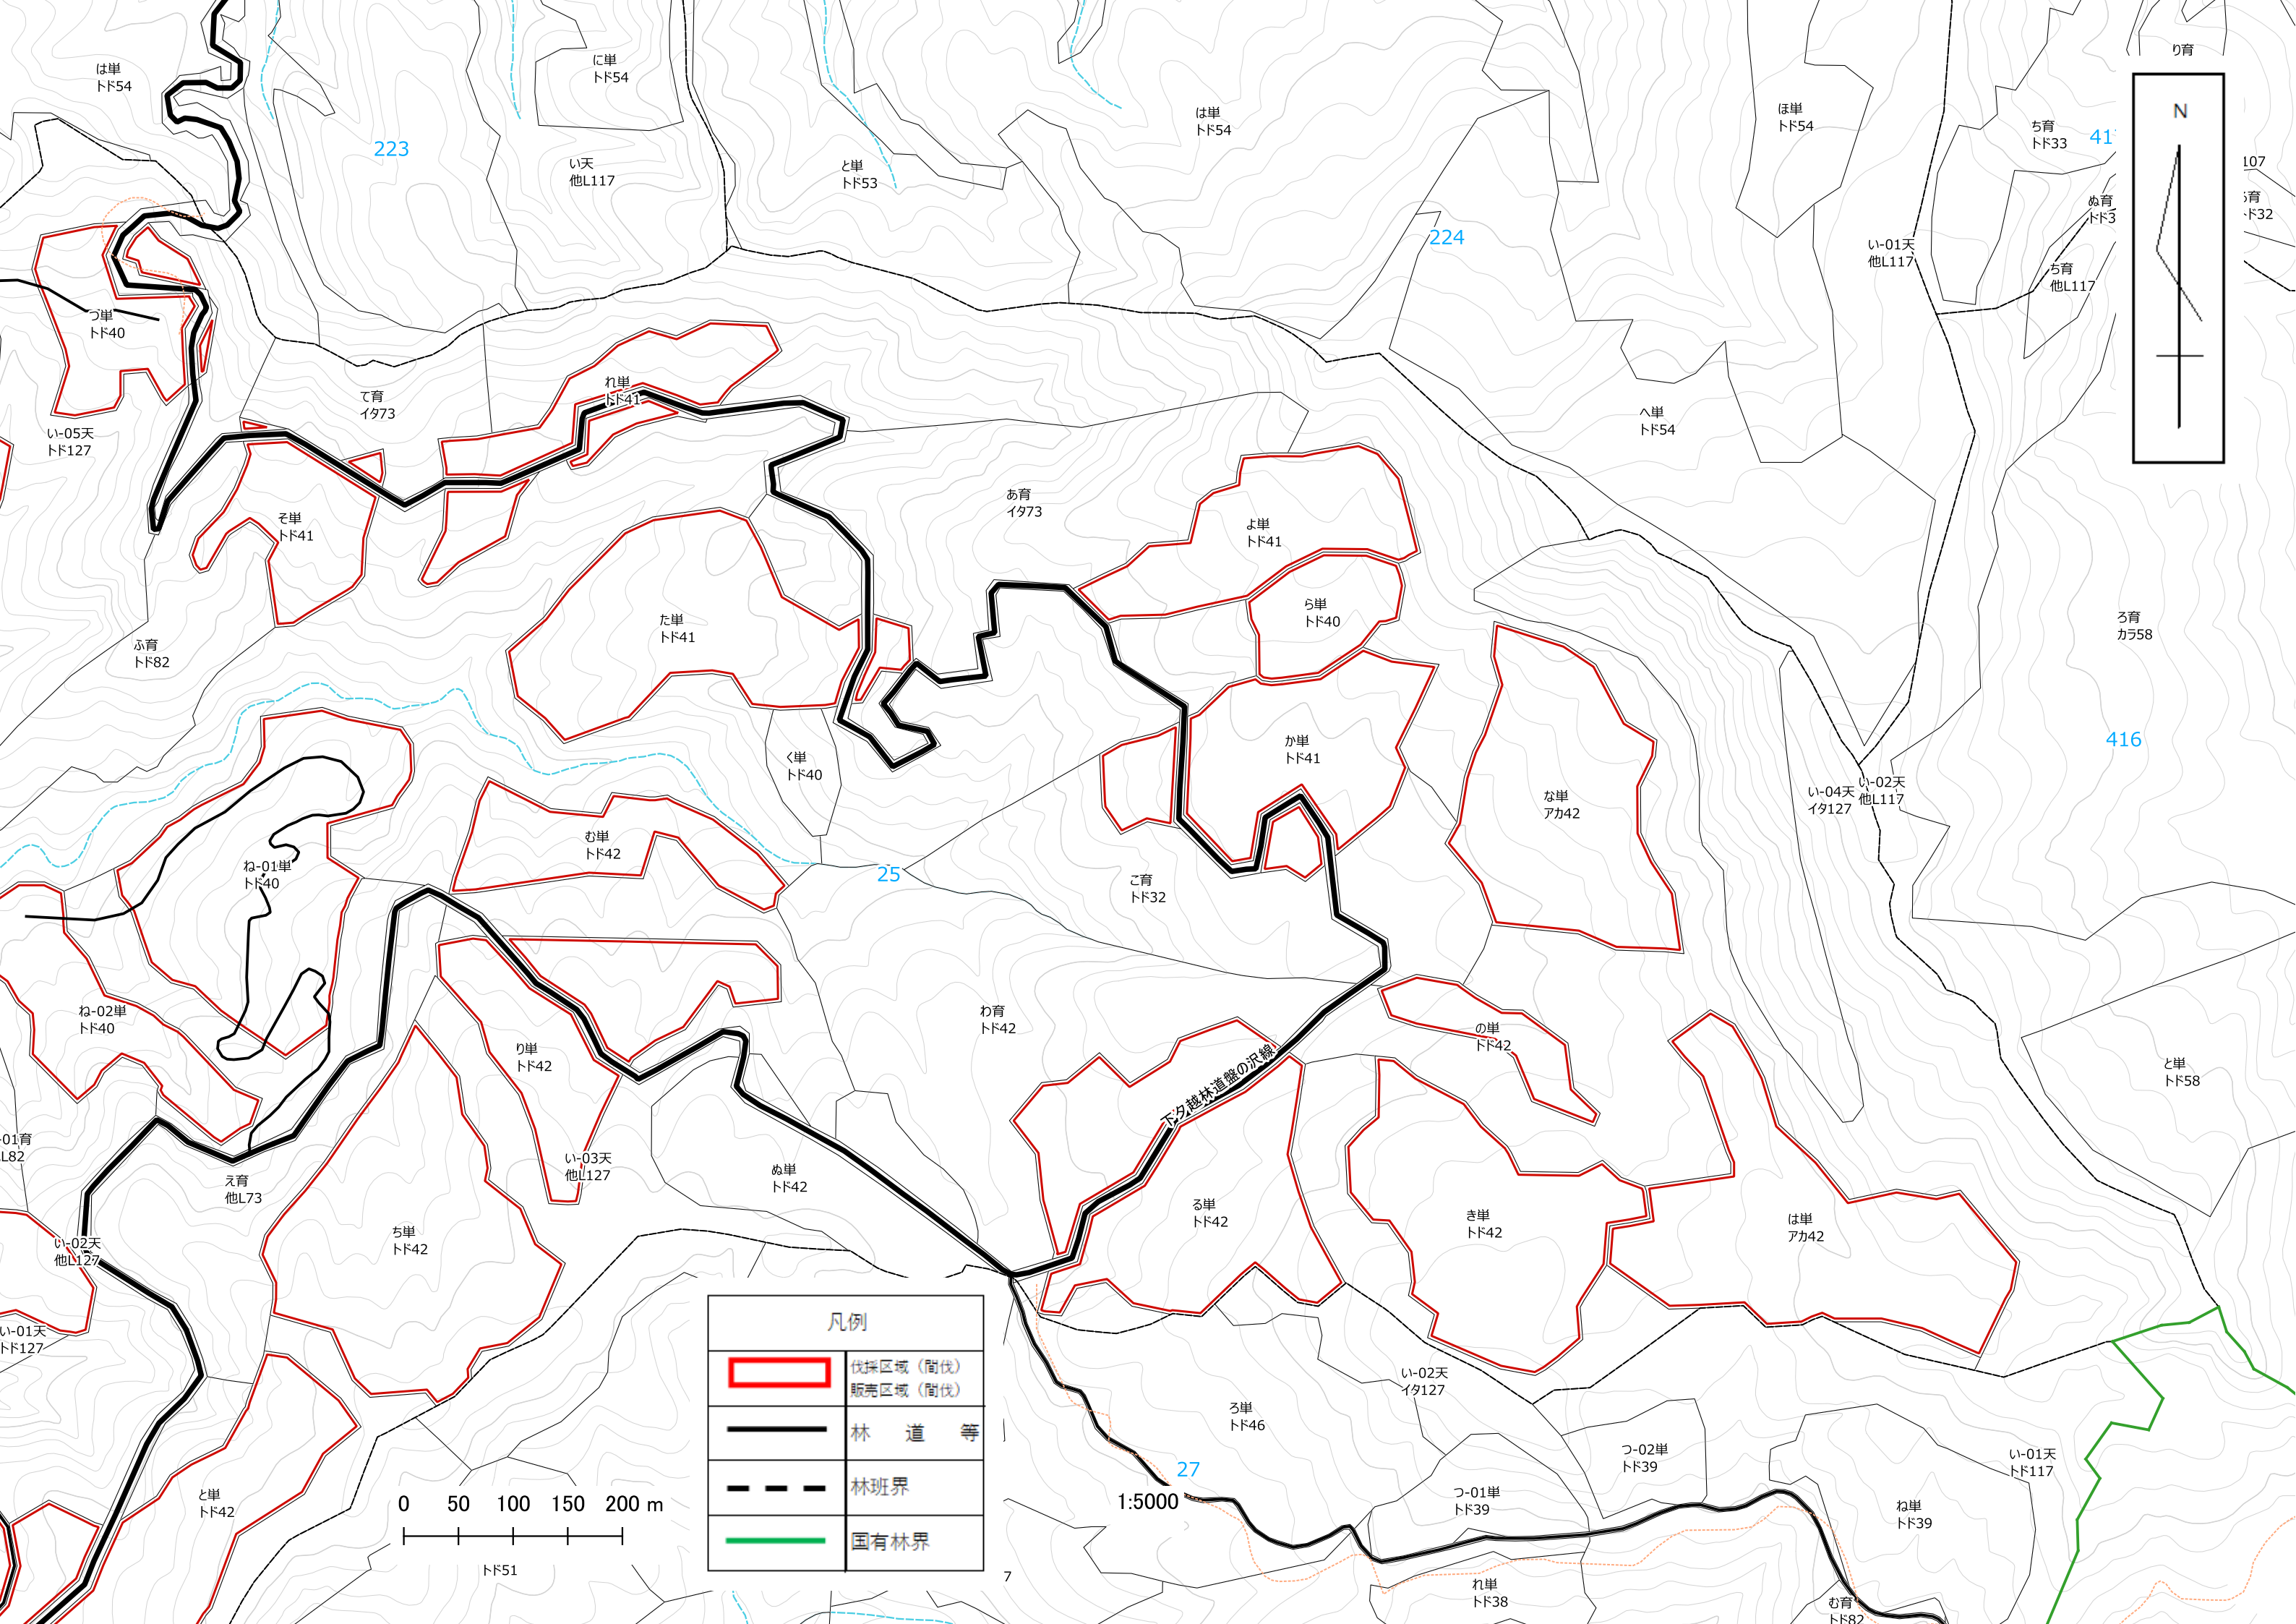 は単
トド54
に単
トド54
223
い天
他L117
と単
トド53
は単
トド54
ほ単
トド54
224
り育
N
ち育
トド33
41
107
ぬ育
トド3
ド32
い-01天
他L117
ち育
他L117
つ単
トド40
い-05天
トド127
て育
イタ73
れ単
トド41
へ単
トド54
そ単
トド41
あ育
イタ73
よ単
トド41
ふ育
トド82
た単
トド41
ら単
トド40
ろ育
カラ58
416
く単
トド40
か単
トド41
な単
アカ42
い-04天
イタ127
い-02天
他L117
ね-01単
トド40
む単
トド42
25
こ育
トド32
ね-02単
トド40
り単
トド42
わ育
トド42
の単
トド42
と単
トド58
下夕越林道盤の沢線
-01育
L82
え育
他L73
い-03天
他L127
ぬ単
トド42
ち単
トド42
る単
トド42
き単
トド42
は単
アカ42
い-02天
他L127
い-01天
トド127
凡例
伐採区域（間伐）
販売区域（間伐）
林　道　等
林班界
国有林界
い-02天
イタ127
ろ単
トド46
27
1:5000
つ-02単
トド39
つ-01単
トド39
い-01天
トド117
ね単
トド39
と単
トド42
0 50 100 150 200 m
トド51
7
れ単
トド38
む育
トド82